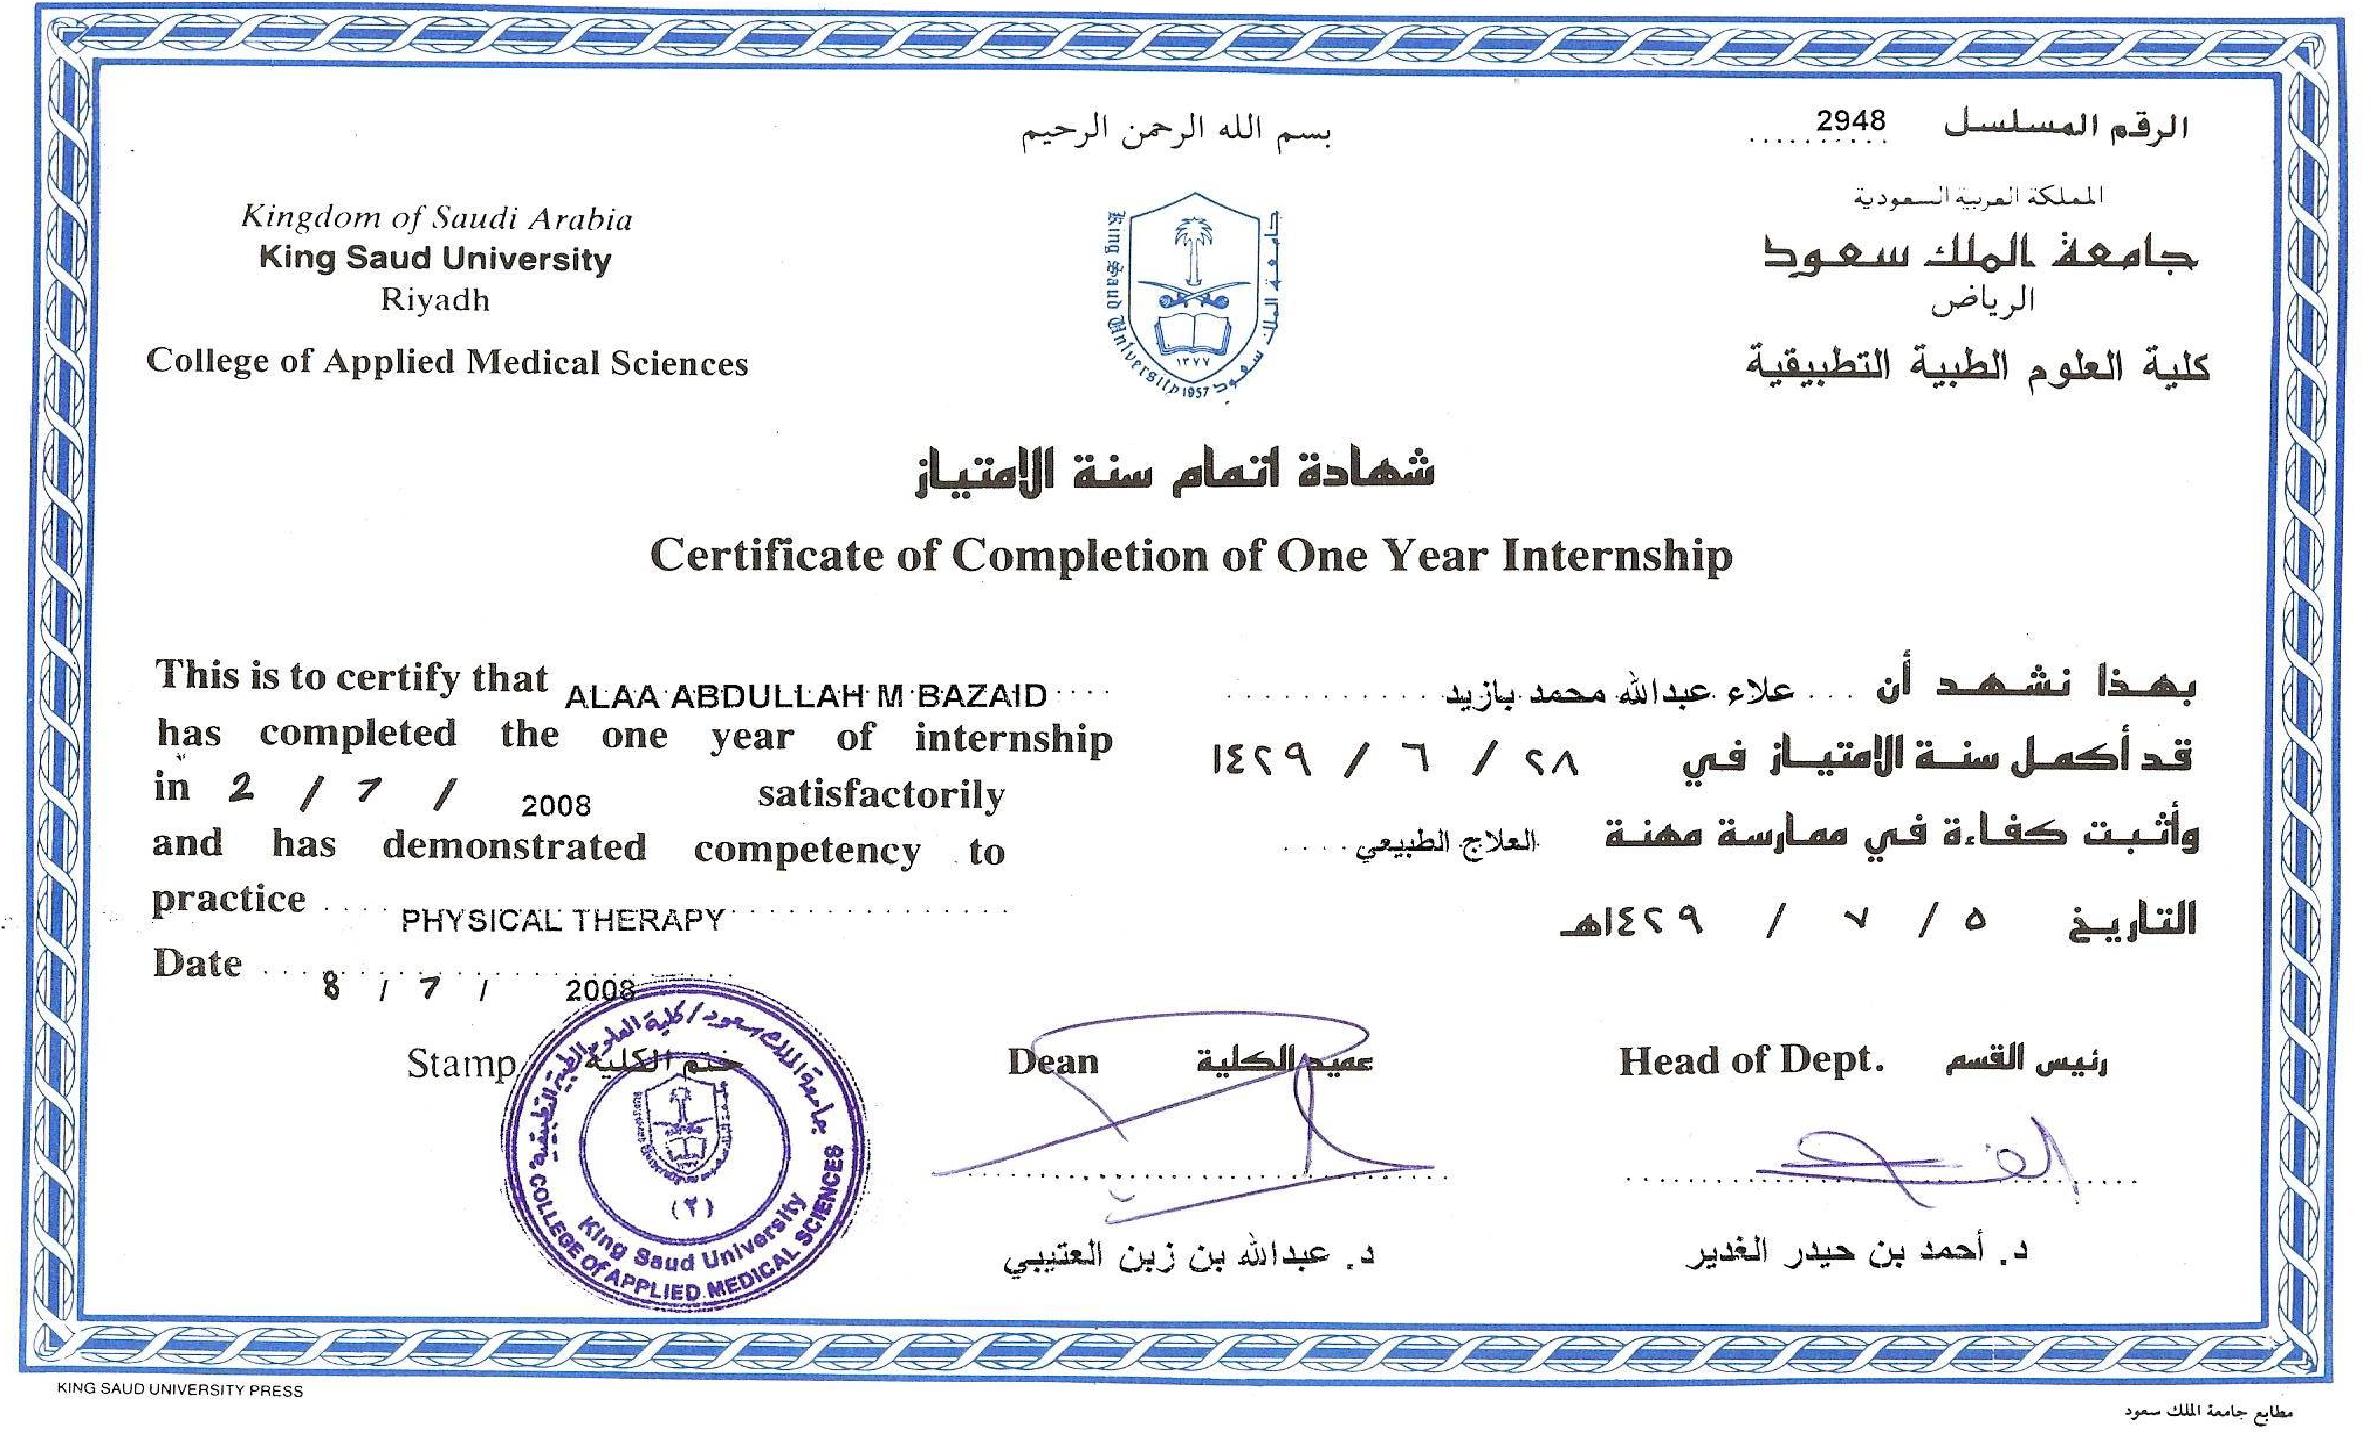 بسم الله الرحمن الرحيم
الرقم المسلسل 2948
Kingdom of Saudi Arabia
King Saud University
Riyadh
College of Applied Medical Sciences
King Saud University 1957
١٣٧٧
جامعة الملك سعود
المملكة العربية السعودية
جامعة الملك سعود
الرياض
كلية العلوم الطبية التطبيقية
شهادة اتمام سنة الامتياز
Certificate of Completion of One Year Internship
This is to certify that ALAA ABDULLAH M BAZAID
has completed the one year of internship
in 2 / 7 / 2008 satisfactorily
and has demonstrated competency to
practice PHYSICAL THERAPY
Date 8 / 7 / 2008
بهذا نشهد أن علاء عبدالله محمد بازيد
قد أكمل سنة الامتياز في ٢٨ / ٦ / ١٤٢٩
وأثبت كفاءة في ممارسة مهنة العلاج الطبيعي
التاريخ ٥ / ٧ / ١٤٢٩هـ
Stamp ختم الكلية
جامعة الملك سعود / كلية العلوم الطبية التطبيقية
(٢)
King Saud University
COLLEGE OF APPLIED MEDICAL SCIENCES
Dean عميد الكلية
د. عبدالله بن زبن العتيبي
Head of Dept. رئيس القسم
د. أحمد بن حيدر الغدير
KING SAUD UNIVERSITY PRESS
مطابع جامعة الملك سعود